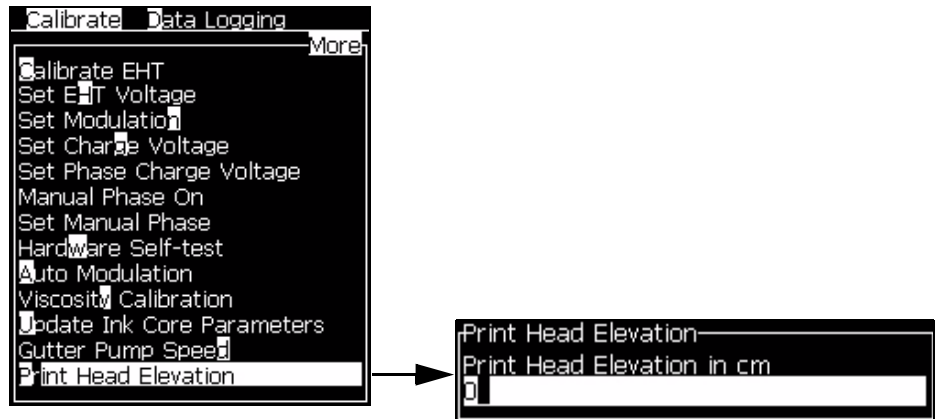 Calibrate Data Logging
More
Calibrate EHT
Set EHT Voltage
Set Modulation
Set Charge Voltage
Set Phase Charge Voltage
Manual Phase On
Set Manual Phase
Hardware Self-test
Auto Modulation
Viscosity Calibration
Update Ink Core Parameters
Gutter Pump Speed
Print Head Elevation
Print Head Elevation
Print Head Elevation in cm
0